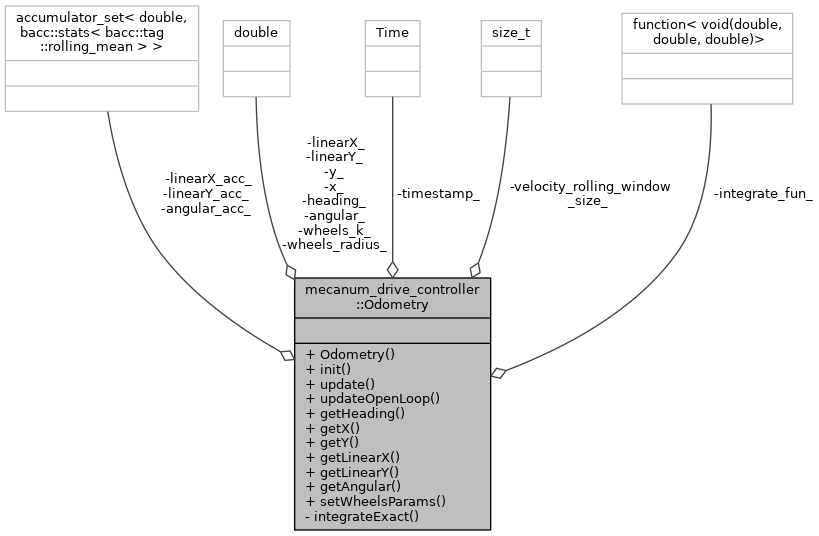 accumulator_set< double,
bacc::stats< bacc::tag
::rolling_mean > >
double
Time
size_t
function< void(double,
double, double)>
-linearX_acc_
-linearY_acc_
-angular_acc_
-linearX_
-linearY_
-y_
-x_
-heading_
-angular_
-wheels_k_
-wheels_radius_
-timestamp_
-velocity_rolling_window
_size_
-integrate_fun_
mecanum_drive_controller
::Odometry
+ Odometry()
+ init()
+ update()
+ updateOpenLoop()
+ getHeading()
+ getX()
+ getY()
+ getLinearX()
+ getLinearY()
+ getAngular()
+ setWheelsParams()
- integrateExact()